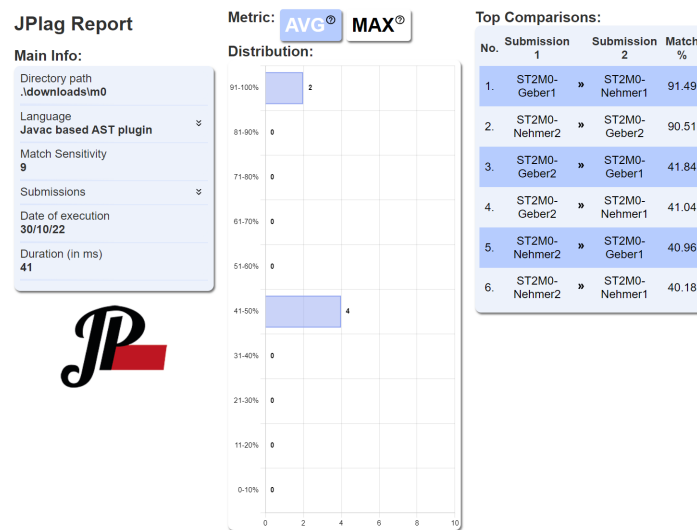 JPlag Report
Main Info:
Directory path
.\downloads\m0
Language
Javac based AST plugin
Match Sensitivity
9
Submissions
Date of execution
30/10/22
Duration (in ms)
41
JP
Metric: AVG? MAX?
Distribution:
91-100% 2
81-90% 0
71-80% 0
61-70% 0
51-60% 0
41-50% 4
31-40% 0
21-30% 0
11-20% 0
0-10% 0
0 2 4 6 8 10
Top Comparisons:
No. Submission 1 Submission 2 Match %
1. ST2M0-Geber1 » ST2M0-Nehmer1 91.49
2. ST2M0-Nehmer2 » ST2M0-Geber2 90.51
3. ST2M0-Geber2 » ST2M0-Geber1 41.84
4. ST2M0-Geber2 » ST2M0-Nehmer1 41.04
5. ST2M0-Nehmer2 » ST2M0-Geber1 40.96
6. ST2M0-Nehmer2 » ST2M0-Nehmer1 40.18